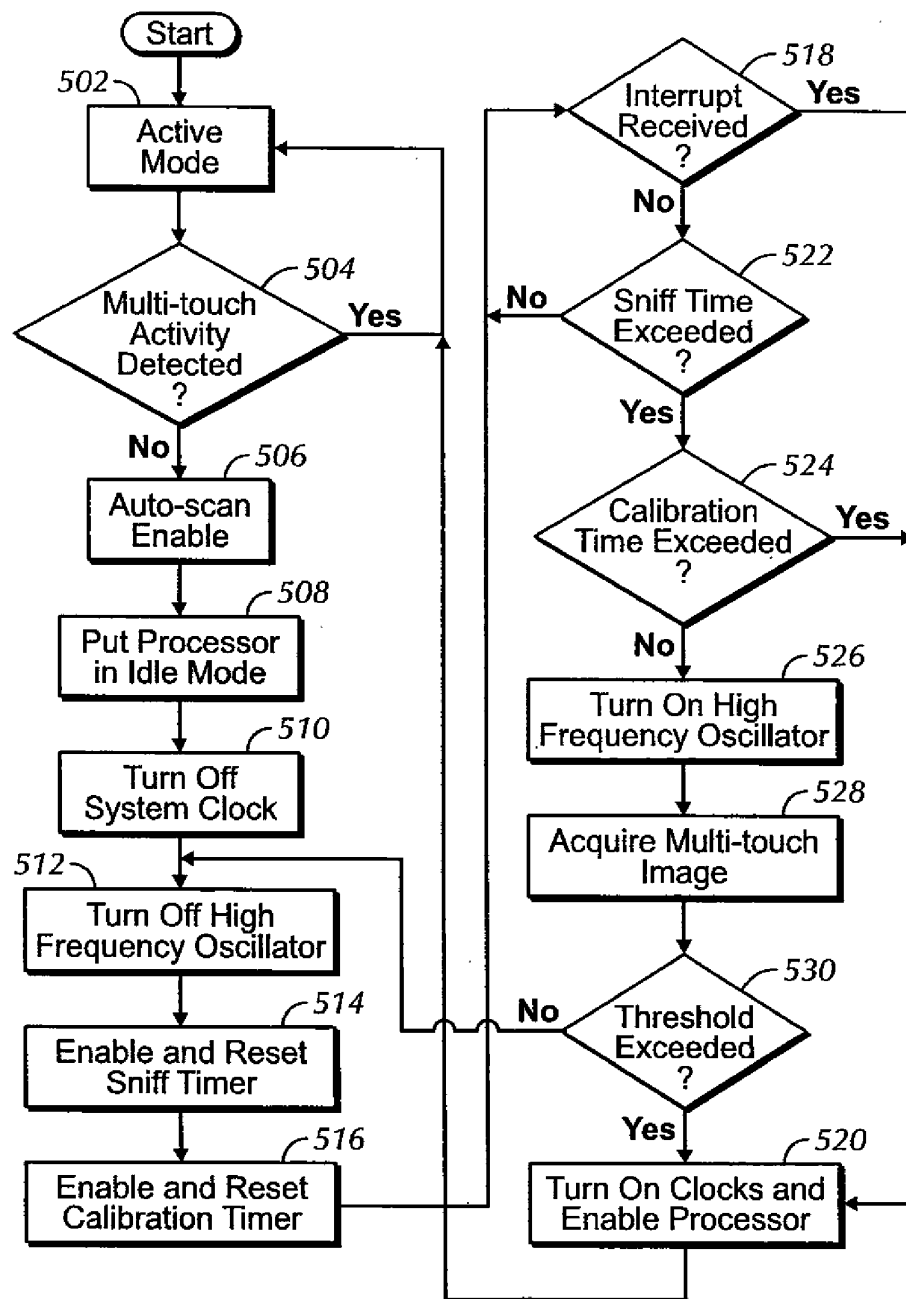 Start
502
Active
Mode
504
Multi-touch
Activity
Detected
?
Yes
No
506
Auto-scan
Enable
508
Put Processor
in Idle Mode
510
Turn Off
System Clock
512
Turn Off High
Frequency Oscillator
514
Enable and Reset
Sniff Timer
516
Enable and Reset
Calibration Timer
518
Interrupt
Received
?
Yes
No
522
Sniff Time
Exceeded
?
No
Yes
524
Calibration
Time Exceeded
?
Yes
No
526
Turn On High
Frequency Oscillator
528
Acquire Multi-touch
Image
530
Threshold
Exceeded
?
No
Yes
520
Turn On Clocks and
Enable Processor